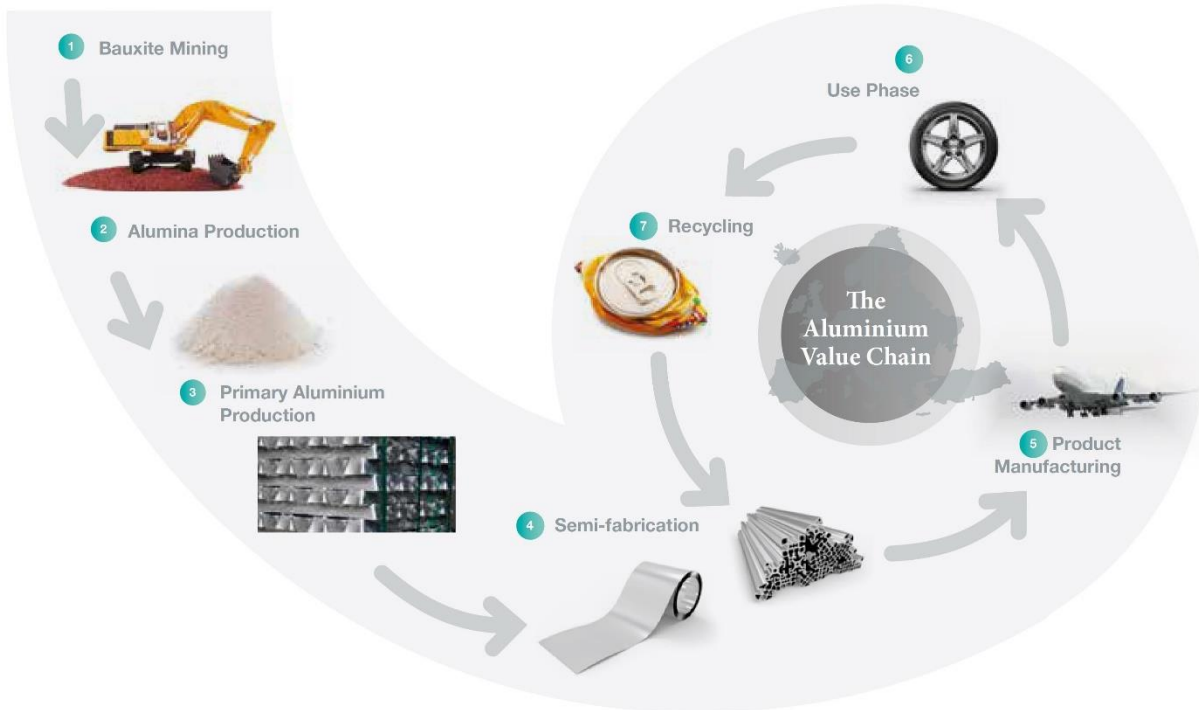 1 Bauxite Mining
2 Alumina Production
3 Primary Aluminium
Production
4 Semi-fabrication
5 Product
Manufacturing
6
Use Phase
7 Recycling
The
Aluminium
Value Chain